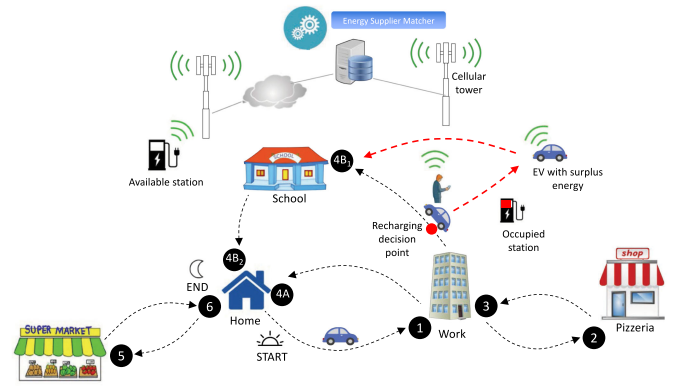 Energy Supplier Matcher
Cellular
tower
Available station
SCHOOL
4B1
School
EV with surplus
energy
Recharging
decision
point
Occupied
station
4B2
END
6
4A
Home
shop
3
1
Work
2
Pizzeria
SUPER MARKET
5
START